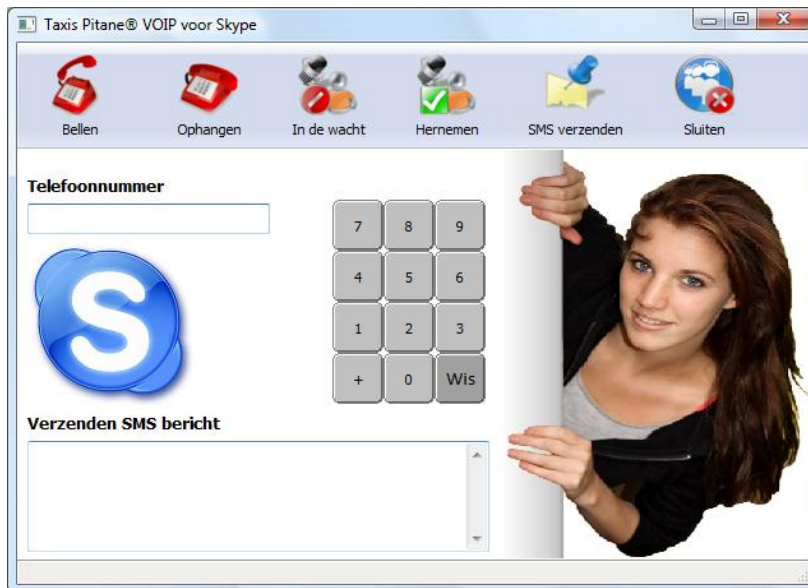 Taxis Pitane® VOIP voor Skype
Bellen
Ophangen
In de wacht
Hernemen
SMS verzenden
Sluiten
Telefoonnummer
7 8 9
4 5 6
1 2 3
+ 0 Wis
S
Verzenden SMS bericht